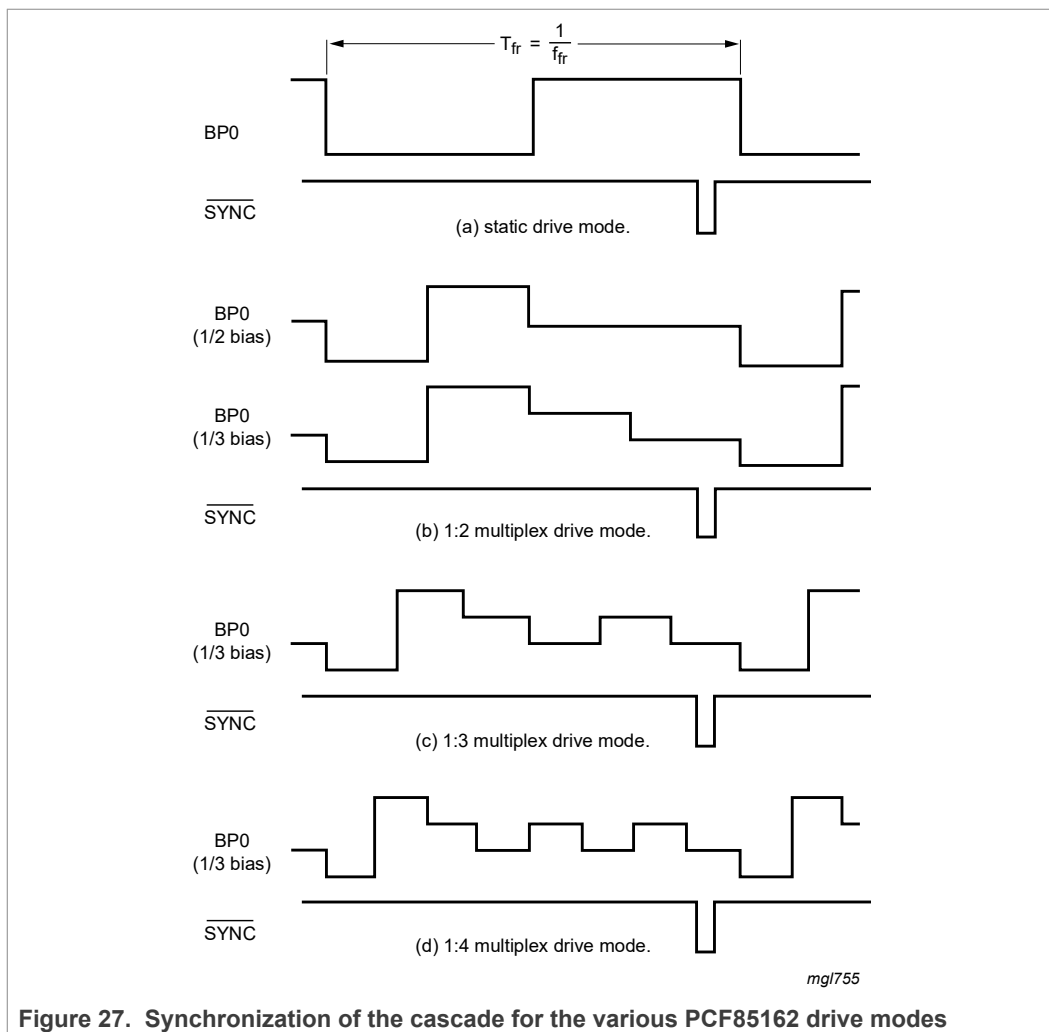 T_fr = 1/f_fr
BP0
SYNC
(a) static drive mode.
BP0
(1/2 bias)
BP0
(1/3 bias)
SYNC
(b) 1:2 multiplex drive mode.
BP0
(1/3 bias)
SYNC
(c) 1:3 multiplex drive mode.
BP0
(1/3 bias)
SYNC
(d) 1:4 multiplex drive mode.
mgl755
Figure 27. Synchronization of the cascade for the various PCF85162 drive modes